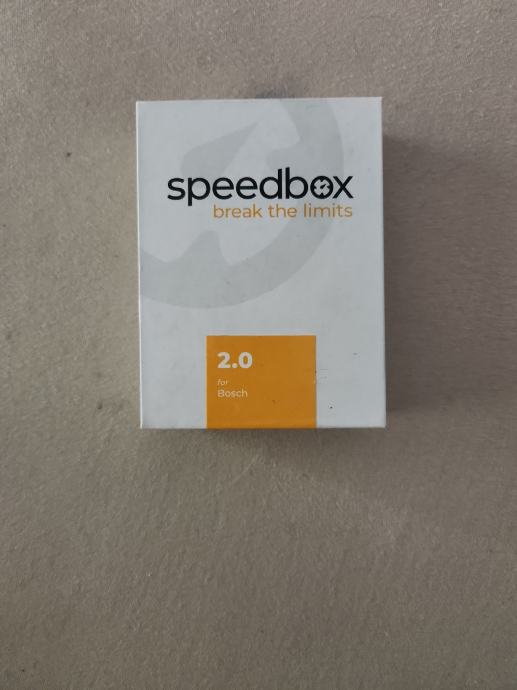 speedbox
break the limits
2.0
for
Bosch